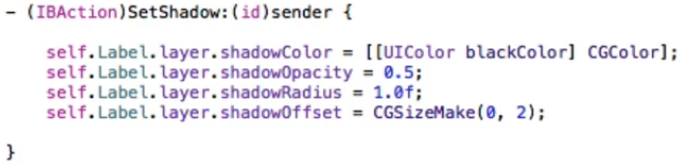 - (IBAction)SetShadow:(id)sender {
self.Label.layer.shadowColor = [[UIColor blackColor] CGColor];
self.Label.layer.shadowOpacity = 0.5;
self.Label.layer.shadowRadius = 1.0f;
self.Label.layer.shadowOffset = CGSizeMake(0, 2);
}